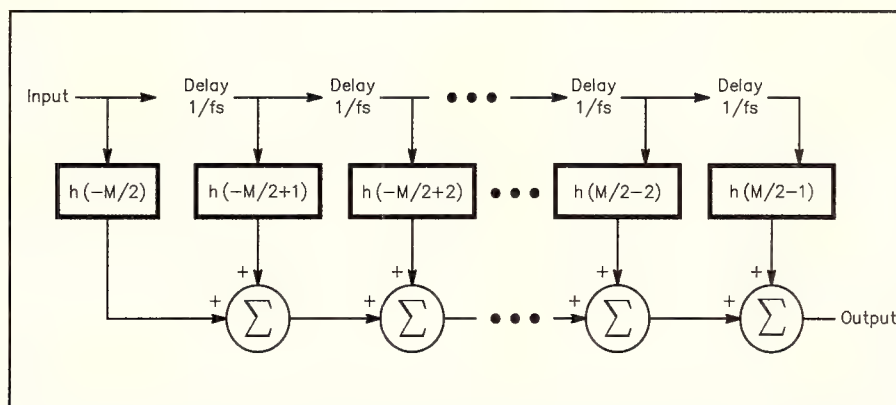 Input
Delay
1/fs
Delay
1/fs
• • •
Delay
1/fs
Delay
1/fs
h(-M/2)
h(-M/2+1)
h(-M/2+2)
• • •
h(M/2-2)
h(M/2-1)
+
+
+
+
+
Σ
+
Σ
• • •
+
Σ
+
Σ
Output